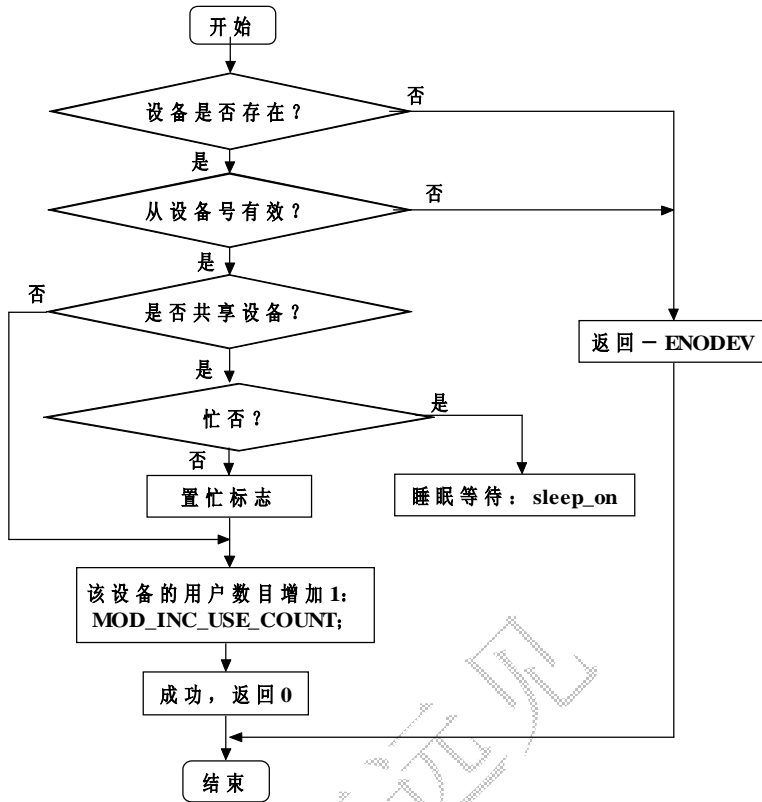 开始
设备是否存在？
否
是
从设备号有效？
否
是
是否共享设备？
否
返回－ENODEV
是
忙否？
是
否
置忙标志
睡眠等待：sleep_on
该设备的用户数目增加1：
MOD_INC_USE_COUNT;
成功，返回0
结束
远见